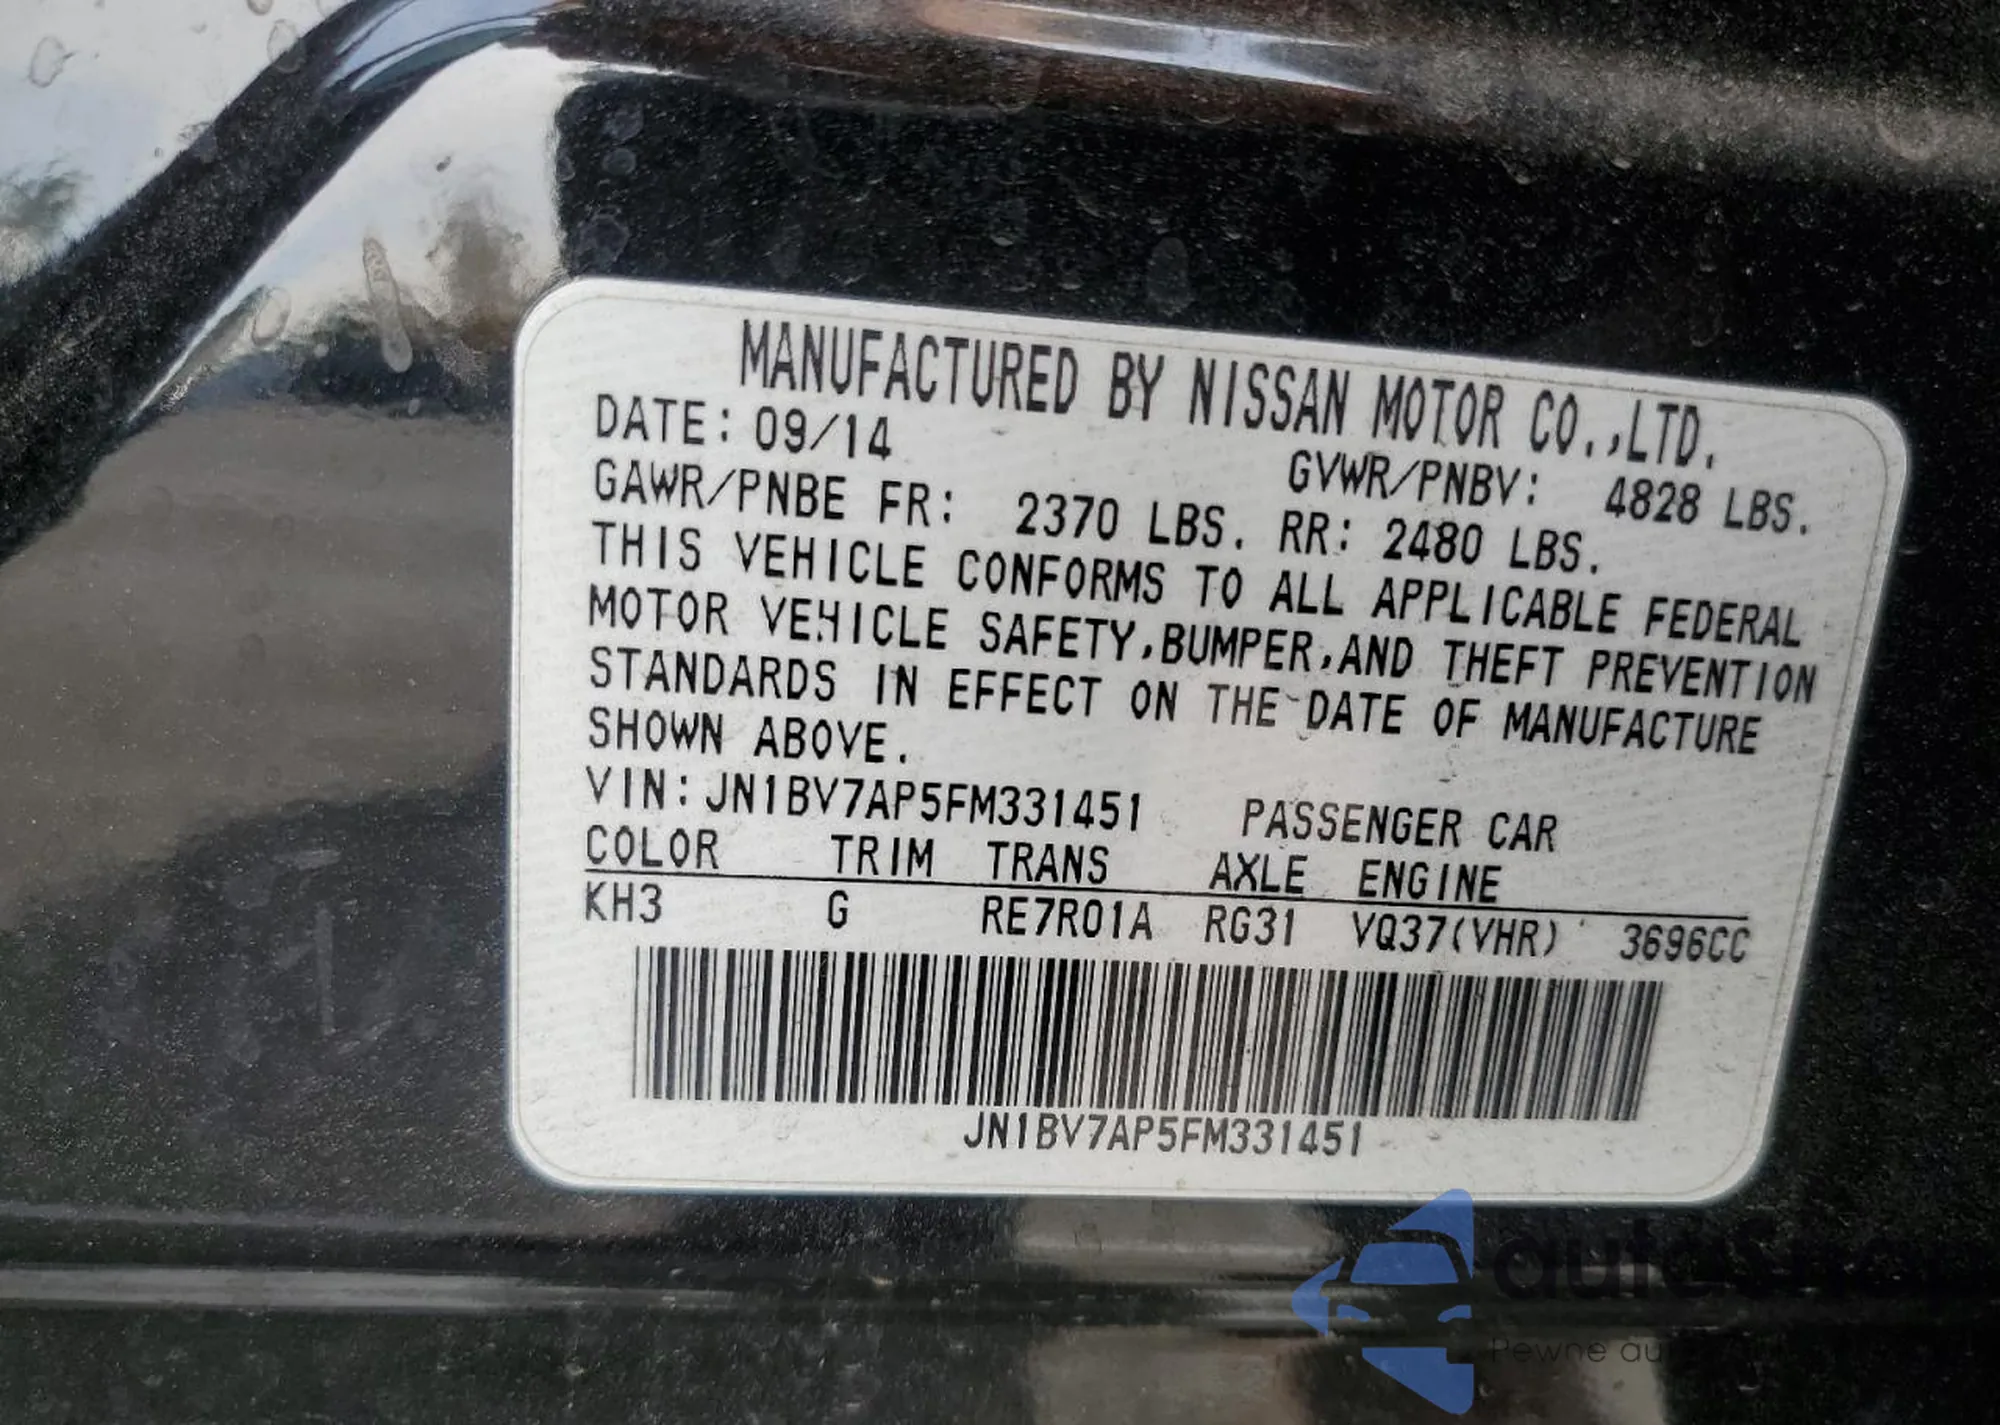 MANUFACTURED BY NISSAN MOTOR CO.,LTD.
DATE: 09/14 GVWR/PNBV: 4828 LBS.
GAWR/PNBE FR: 2370 LBS. RR: 2480 LBS.
THIS VEHICLE CONFORMS TO ALL APPLICABLE FEDERAL
MOTOR VEHICLE SAFETY,BUMPER,AND THEFT PREVENTION
STANDARDS IN EFFECT ON THE DATE OF MANUFACTURE
SHOWN ABOVE.
VIN:JN1BV7AP5FM331451 PASSENGER CAR
COLOR TRIM TRANS AXLE ENGINE
KH3 G RE7R01A RG31 VQ37(VHR) 3696CC
JN1BV7AP5FM331451
Pewne